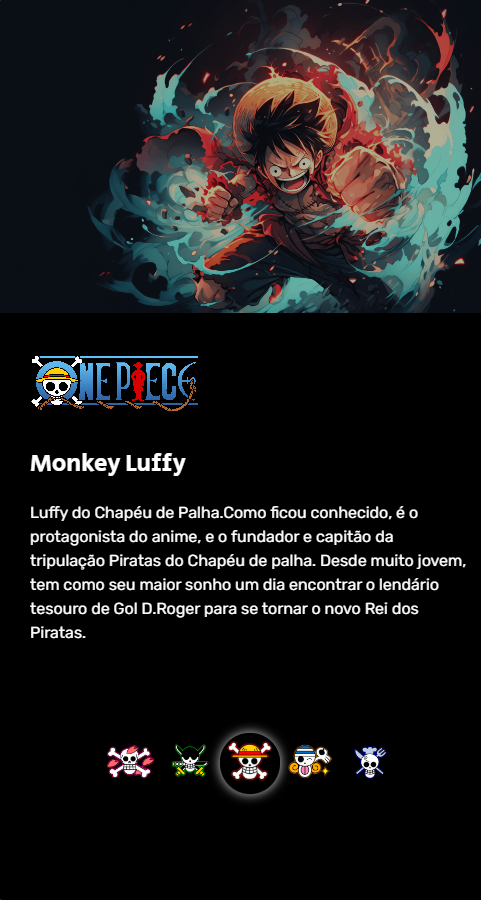 ONE PIECE
Monkey Luffy
Luffy do Chapéu de Palha.Como ficou conhecido, é o
protagonista do anime, e o fundador e capitão da
tripulação Piratas do Chapéu de palha. Desde muito jovem,
tem como seu maior sonho um dia encontrar o lendário
tesouro de Gol D.Roger para se tornar o novo Rei dos
Piratas.